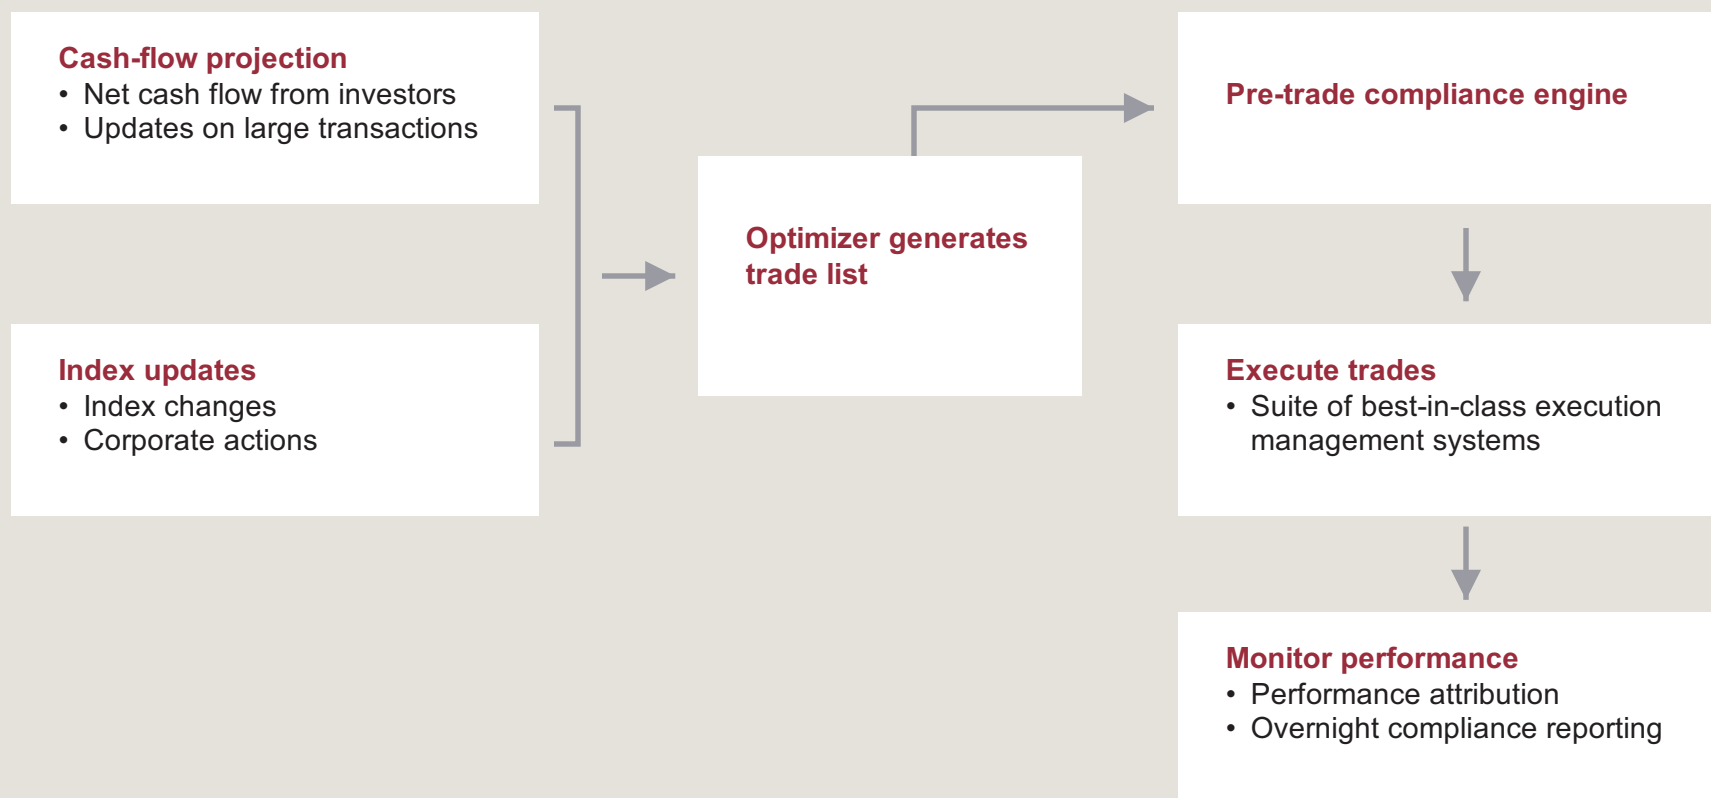 Cash-flow projection
• Net cash flow from investors
• Updates on large transactions
Index updates
• Index changes
• Corporate actions
Optimizer generates
trade list
Pre-trade compliance engine
Execute trades
• Suite of best-in-class execution
management systems
Monitor performance
• Performance attribution
• Overnight compliance reporting